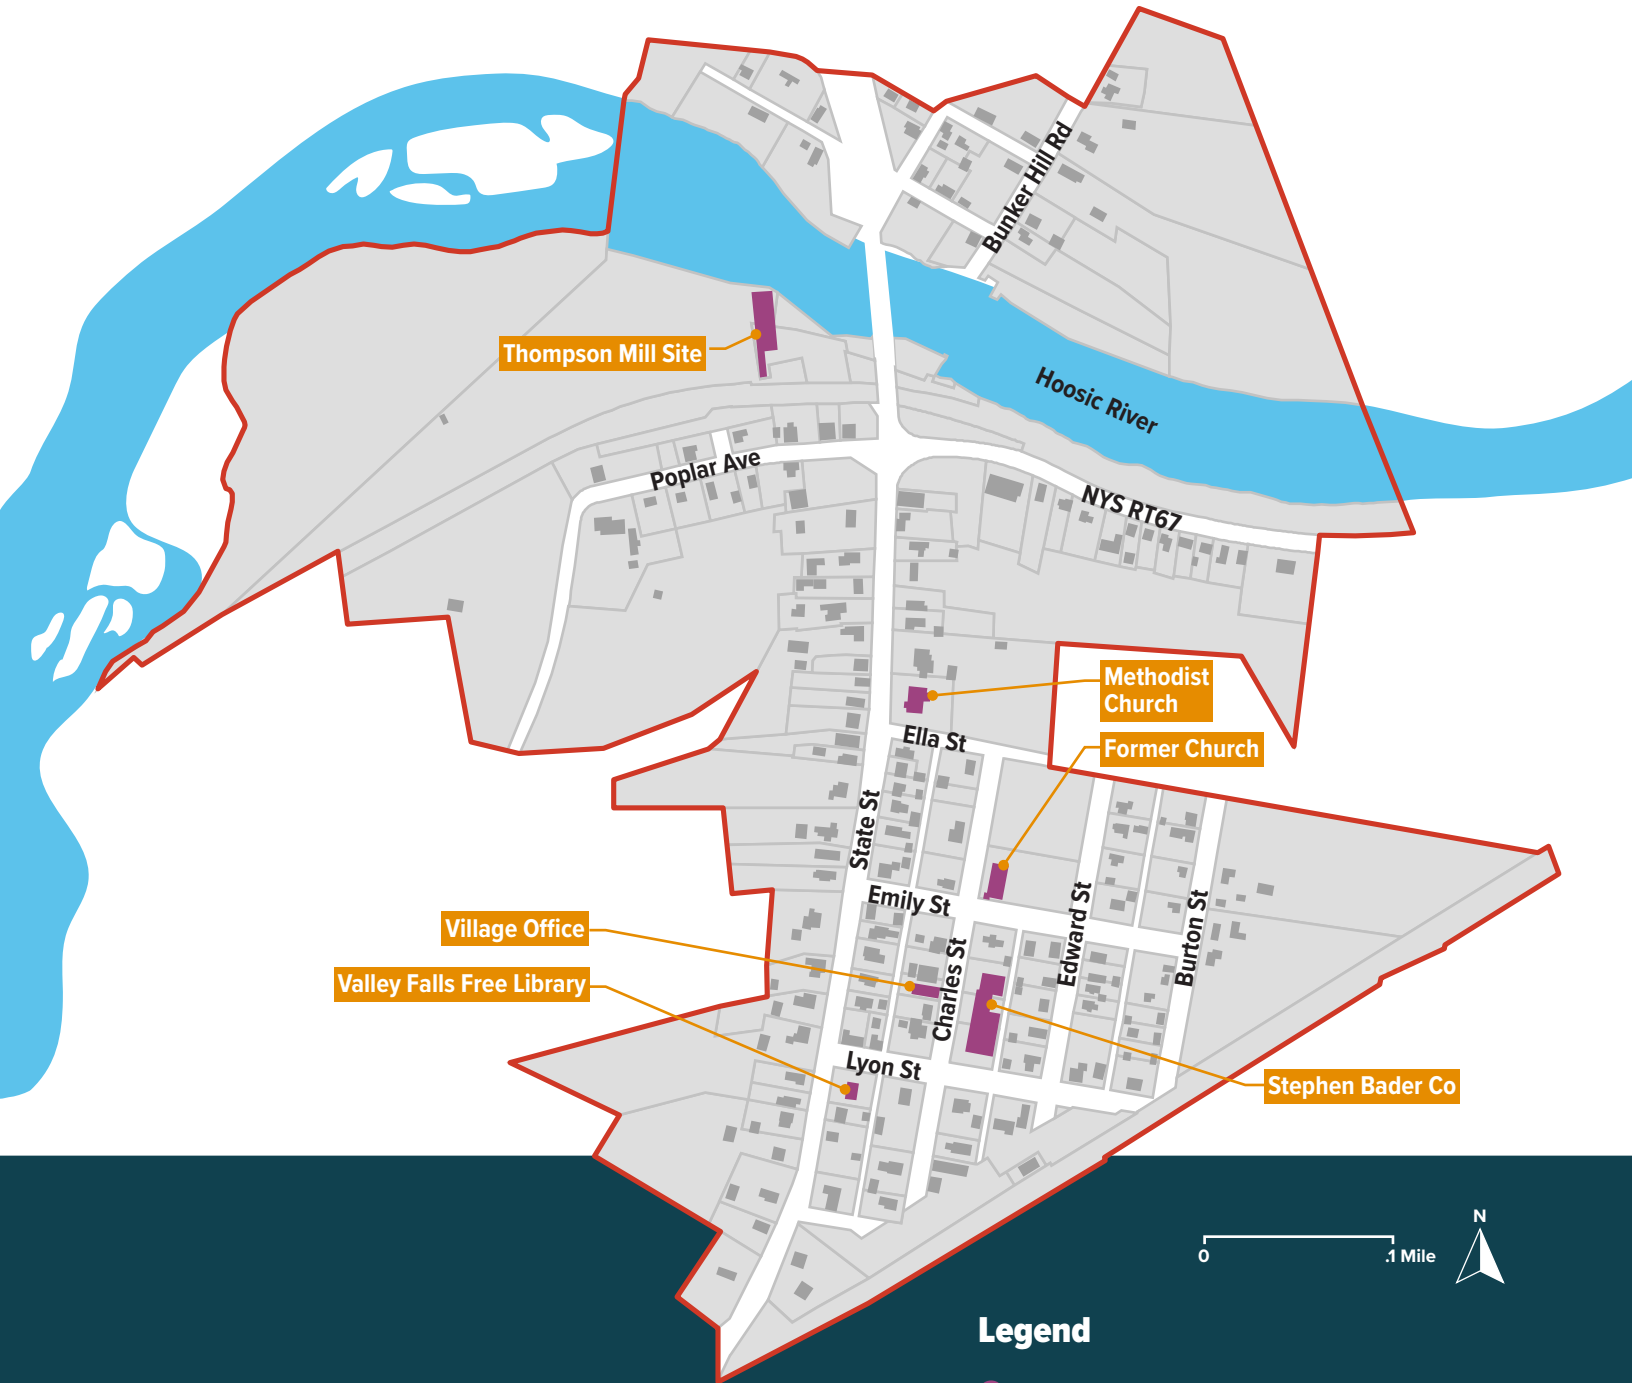 Bunker Hill Rd
Thompson Mill Site
Hoosic River
Poplar Ave
NYS RT67
Methodist
Church
Ella St
Former Church
State St
Emily St
Edward St
Burton St
Village Office
Charles St
Valley Falls Free Library
Lyon St
Stephen Bader Co
N
0
.1 Mile
Legend